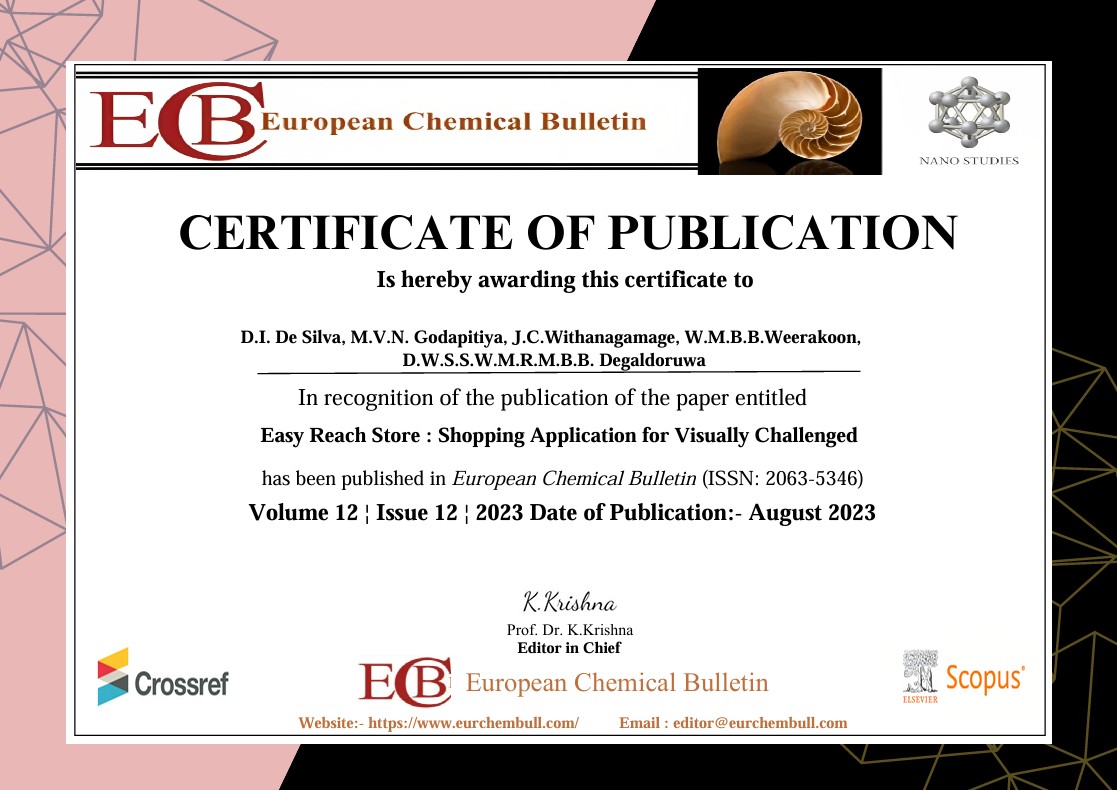 ECB European Chemical Bulletin
NANO STUDIES
CERTIFICATE OF PUBLICATION
Is hereby awarding this certificate to
D.I. De Silva, M.V.N. Godapitiya, J.C.Withanagamage, W.M.B.B.Weerakoon,
D.W.S.S.W.M.R.M.B.B. Degaldoruwa
In recognition of the publication of the paper entitled
Easy Reach Store : Shopping Application for Visually Challenged
has been published in European Chemical Bulletin (ISSN: 2063-5346)
Volume 12 ¦ Issue 12 ¦ 2023 Date of Publication:- August 2023
K.Krishna
Prof. Dr. K.Krishna
Editor in Chief
Crossref
ECB European Chemical Bulletin
ELSEVIER
Scopus®
Website:- https://www.eurchembull.com/ Email : editor@eurchembull.com